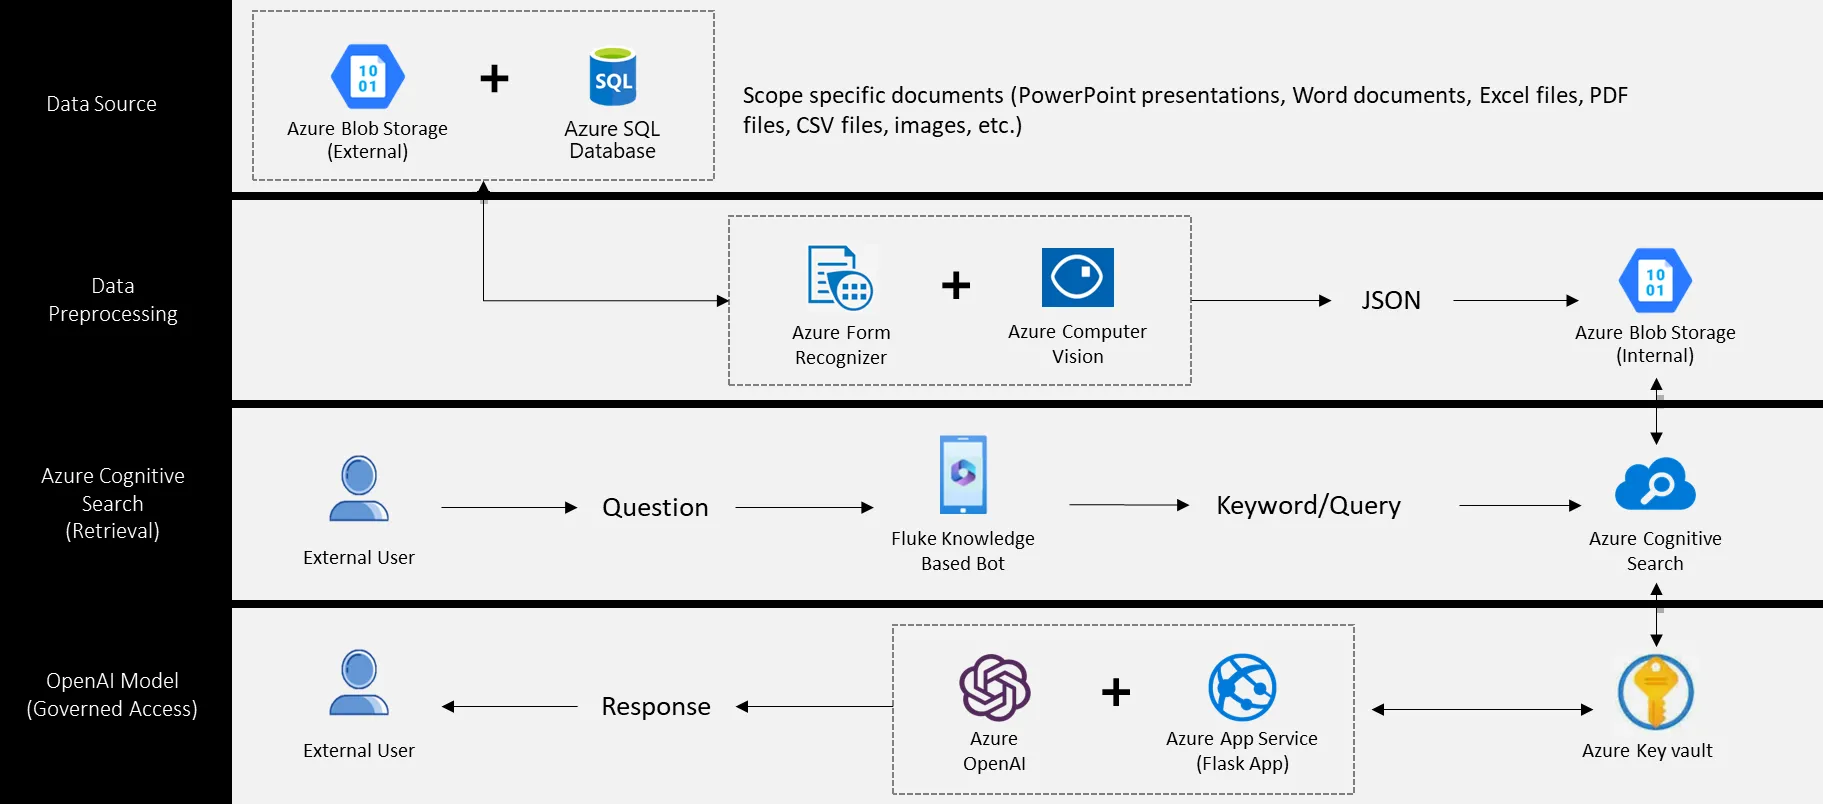 Data Source
10
01
Azure Blob Storage
(External)
+
SQL
Azure SQL
Database
Scope specific documents (PowerPoint presentations, Word documents, Excel files, PDF
files, CSV files, images, etc.)
Data
Preprocessing
Azure Form
Recognizer
+
Azure Computer
Vision
JSON
10
01
Azure Blob Storage
(Internal)
Azure Cognitive
Search
(Retrieval)
External User
Question
Fluke Knowledge
Based Bot
Keyword/Query
Azure Cognitive
Search
OpenAI Model
(Governed Access)
External User
Response
Azure
OpenAI
+
Azure App Service
(Flask App)
Azure Key vault